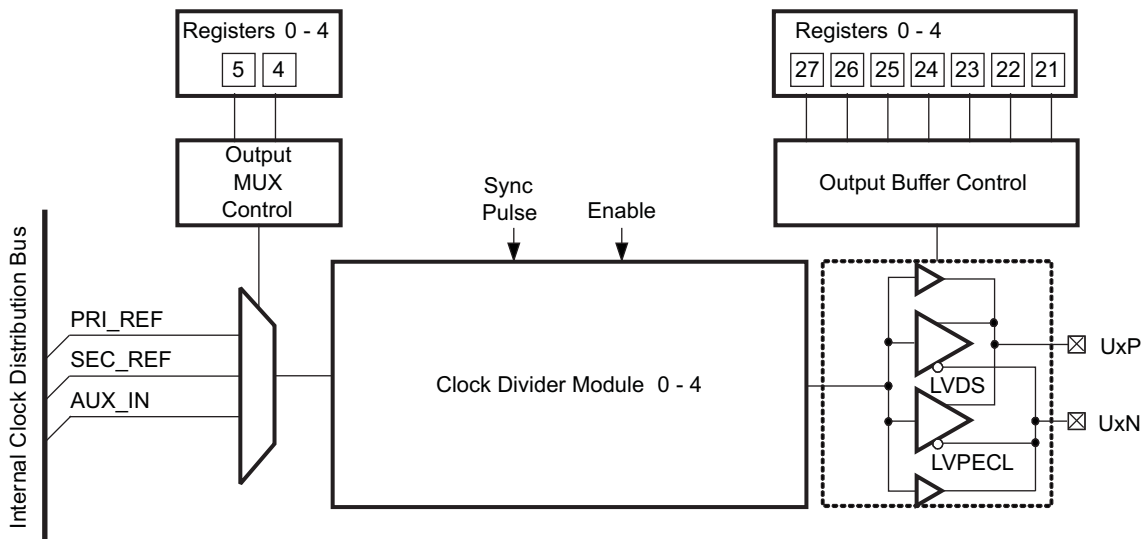 Registers 0 - 4
5 4
Registers 0 - 4
27 26 25 24 23 22 21
Output
MUX
Control
Output Buffer Control
Sync
Pulse
Enable
Internal Clock Distribution Bus
PRI_REF
SEC_REF
AUX_IN
Clock Divider Module 0 - 4
LVDS
LVPECL
UxP
UxN